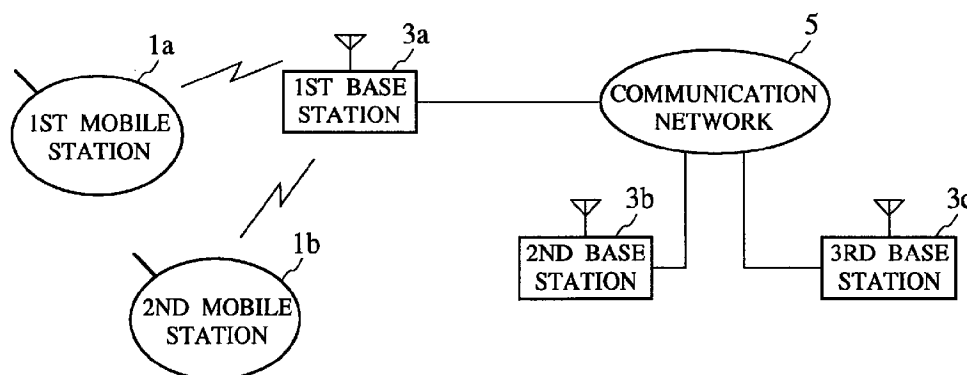 1a
1ST MOBILE
STATION
3a
1ST BASE
STATION
5
COMMUNICATION
NETWORK
1b
2ND MOBILE
STATION
3b
2ND BASE
STATION
3c
3RD BASE
STATION